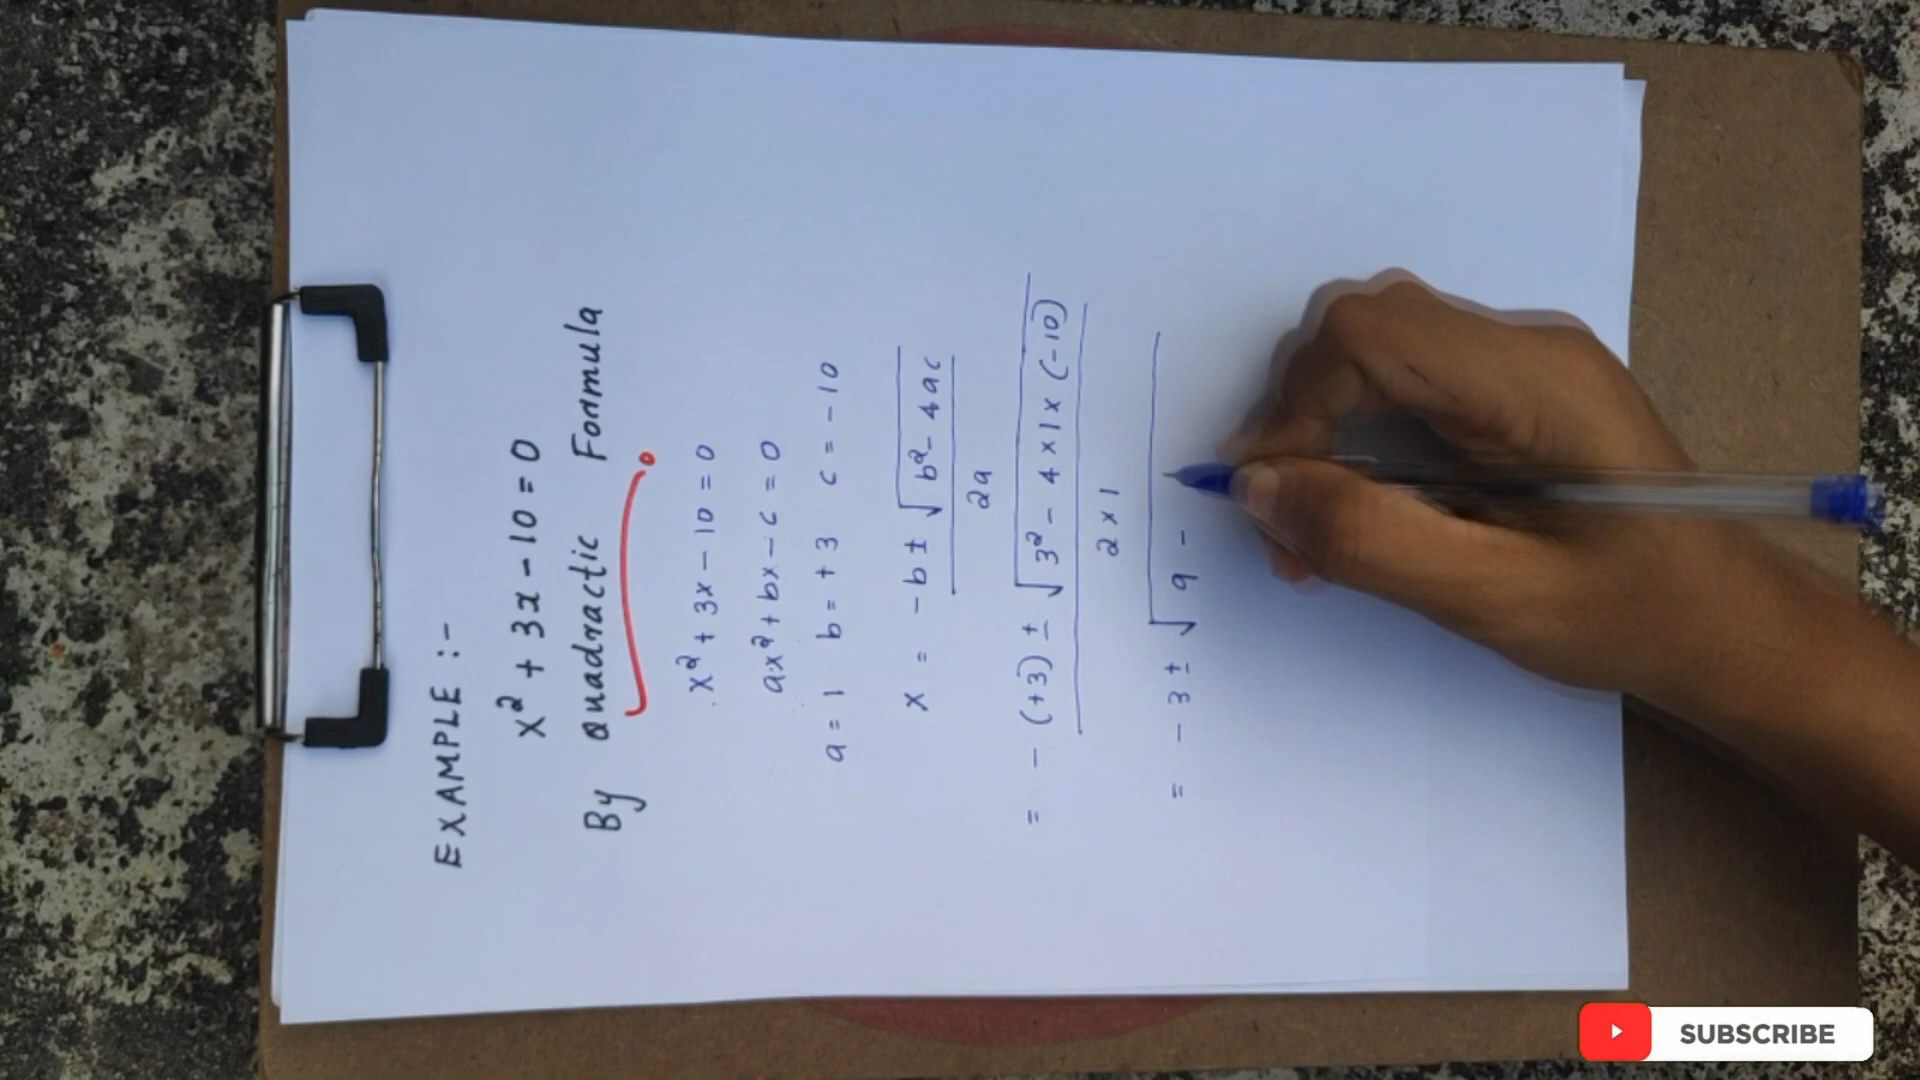 EXAMPLE :-
x² + 3x - 10 = 0
By Quadractic Formula
x² + 3x - 10 = 0
ax² + bx - c = 0
a = 1 b = + 3 c = - 10
x = -b ± √b² - 4ac
2a
= - (+3) ± √3² - 4 x 1 x (-10)
2 x 1
= - 3 ± √9 -
SUBSCRIBE